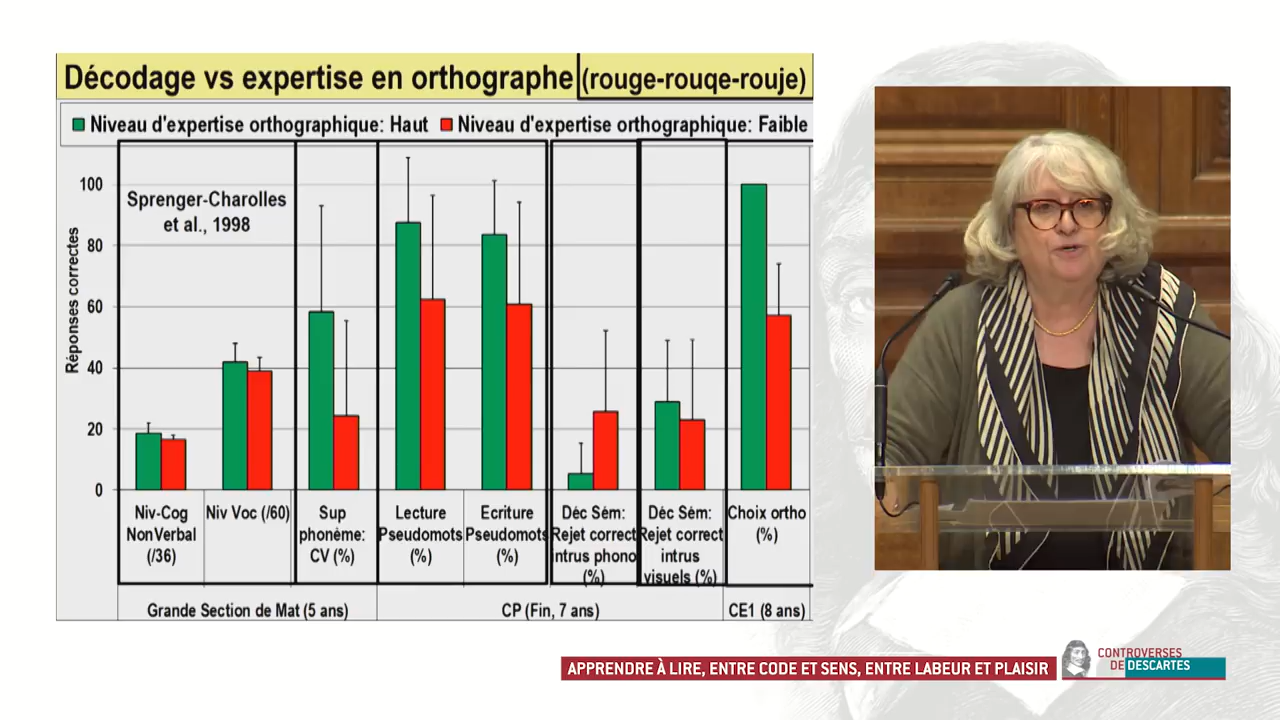 Décodage vs expertise en orthographe (rouge-rouqe-rouje)
Niveau d'expertise orthographique: Haut Niveau d'expertise orthographique: Faible
Sprenger-Charolles
et al., 1998
Réponses correctes
100
80
60
40
20
0
Niv-Cog
NonVerbal
(/36)
Niv Voc (/60)
Sup
phonème:
CV (%)
Lecture
Pseudomots
(%)
Ecriture
Pseudomots
(%)
Déc Sém:
Rejet correct
intrus phono
(%)
Déc Sém:
Rejet correct
intrus
visuels (%)
Choix ortho
(%)
Grande Section de Mat (5 ans)
CP (Fin, 7 ans)
CE1 (8 ans)
APPRENDRE À LIRE, ENTRE CODE ET SENS, ENTRE LABEUR ET PLAISIR
CONTROVERSES
DE DESCARTES